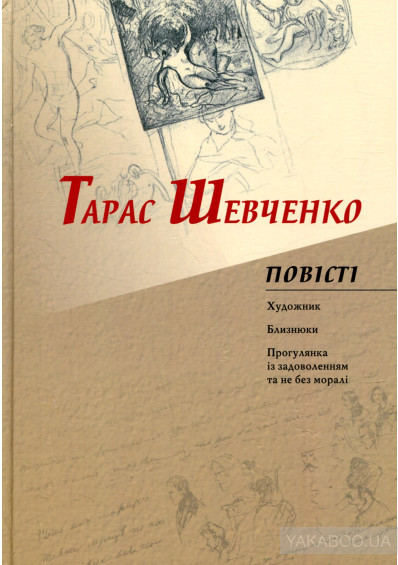 Тарас Шевченко
ПОВІСТІ
Художник
Близнюки
Прогулянка
із задоволенням
та не без моралі
YAKABOO.UA